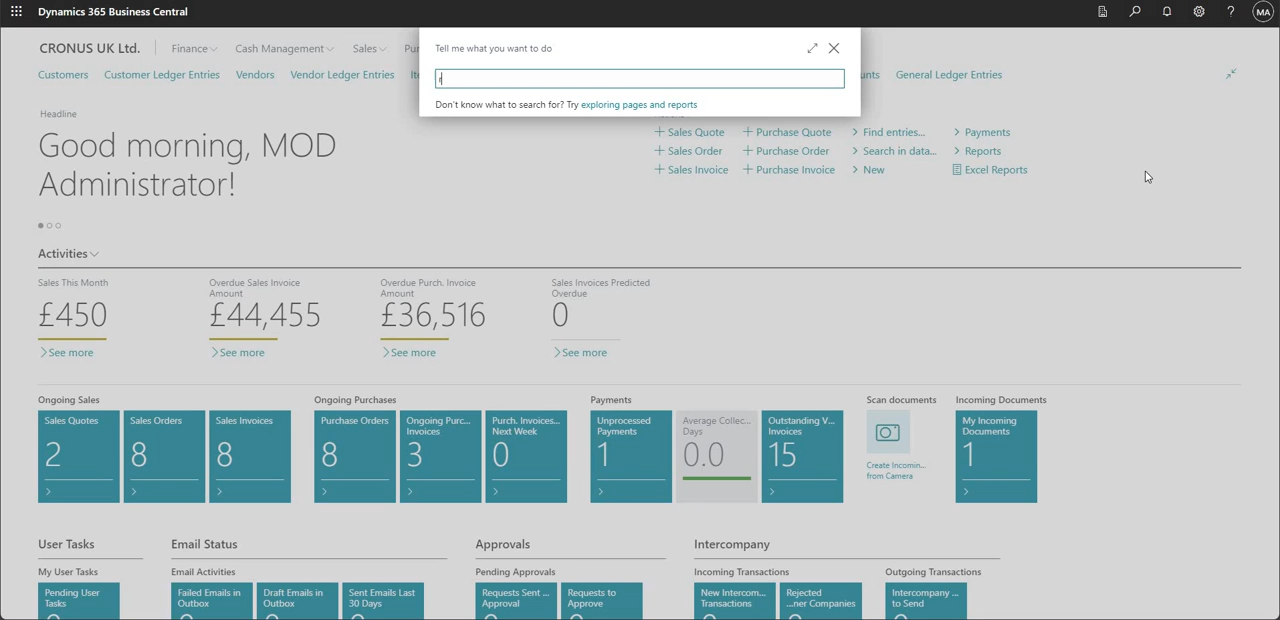 Dynamics 365 Business Central
MA
CRONUS UK Ltd.
Finance
Cash Management
Sales
Tell me what you want to do
r
Don't know what to search for? Try exploring pages and reports
Customers
Customer Ledger Entries
Vendors
Vendor Ledger Entries
General Ledger Entries
Headline
Good morning, MOD
Administrator!
+ Sales Quote
+ Purchase Quote
> Find entries...
> Payments
+ Sales Order
+ Purchase Order
> Search in data...
> Reports
+ Sales Invoice
+ Purchase Invoice
> New
Excel Reports
Activities
Sales This Month
£450
> See more
Overdue Sales Invoice
Amount
£44,455
> See more
Overdue Purch. Invoice
Amount
£36,516
> See more
Sales Invoices Predicted
Overdue
0
> See more
Ongoing Sales
Sales Quotes
2
Sales Orders
8
Sales Invoices
8
Ongoing Purchases
Purchase Orders
8
Ongoing Purc...
Invoices
3
Purch. Invoices...
Next Week
0
Payments
Unprocessed
Payments
1
Average Collec...
Days
0.0
Outstanding V...
Invoices
15
Scan documents
Create Incomin...
from Camera
Incoming Documents
My Incoming
Documents
1
User Tasks
My User Tasks
Pending User
Tasks
Email Status
Email Activities
Failed Emails in
Outbox
Draft Emails in
Outbox
Sent Emails Last
30 Days
Approvals
Pending Approvals
Requests Sent ...
Approval
Requests to
Approve
Intercompany
Incoming Transactions
New Intercom...
Transactions
Rejected
...ner Companies
Outgoing Transactions
Intercompany ...
to Send